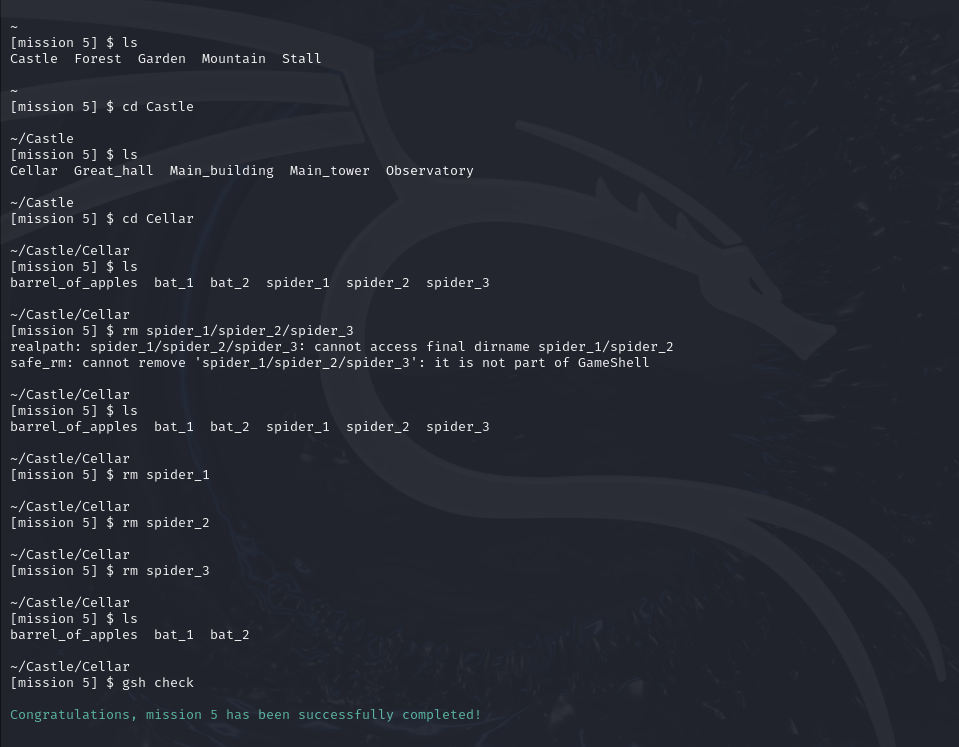 ~
[mission 5] $ ls
Castle  Forest  Garden  Mountain  Stall
~
[mission 5] $ cd Castle
~/Castle
[mission 5] $ ls
Cellar  Great_hall  Main_building  Main_tower  Observatory
~/Castle
[mission 5] $ cd Cellar
~/Castle/Cellar
[mission 5] $ ls
barrel_of_apples  bat_1  bat_2  spider_1  spider_2  spider_3
~/Castle/Cellar
[mission 5] $ rm spider_1/spider_2/spider_3
realpath: spider_1/spider_2/spider_3: cannot access final dirname spider_1/spider_2
safe_rm: cannot remove 'spider_1/spider_2/spider_3': it is not part of GameShell
~/Castle/Cellar
[mission 5] $ ls
barrel_of_apples  bat_1  bat_2  spider_1  spider_2  spider_3
~/Castle/Cellar
[mission 5] $ rm spider_1
~/Castle/Cellar
[mission 5] $ rm spider_2
~/Castle/Cellar
[mission 5] $ rm spider_3
~/Castle/Cellar
[mission 5] $ ls
barrel_of_apples  bat_1  bat_2
~/Castle/Cellar
[mission 5] $ gsh check
Congratulations, mission 5 has been successfully completed!